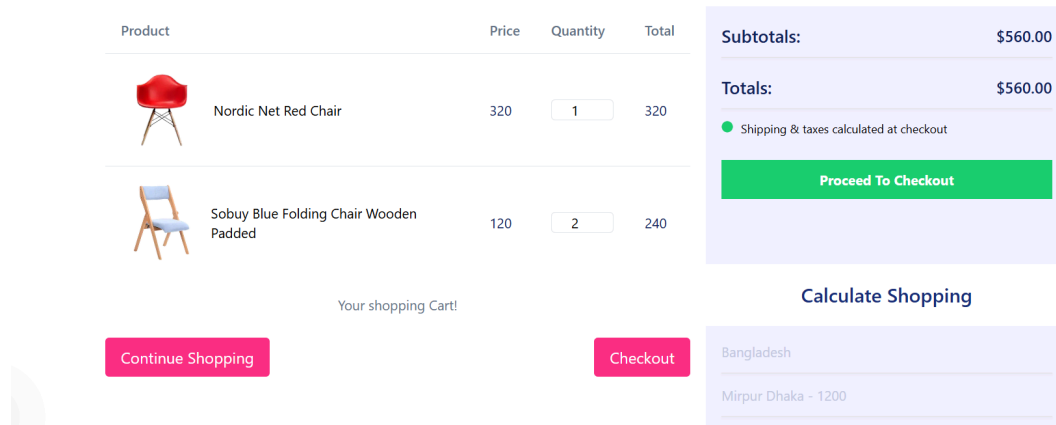 Product Price Quantity Total
Nordic Net Red Chair 320 1 320
Sobuy Blue Folding Chair Wooden
Padded 120 2 240
Your shopping Cart!
Continue Shopping Checkout
Subtotals: $560.00
Totals: $560.00
Shipping & taxes calculated at checkout
Proceed To Checkout
Calculate Shopping
Bangladesh
Mirpur Dhaka - 1200